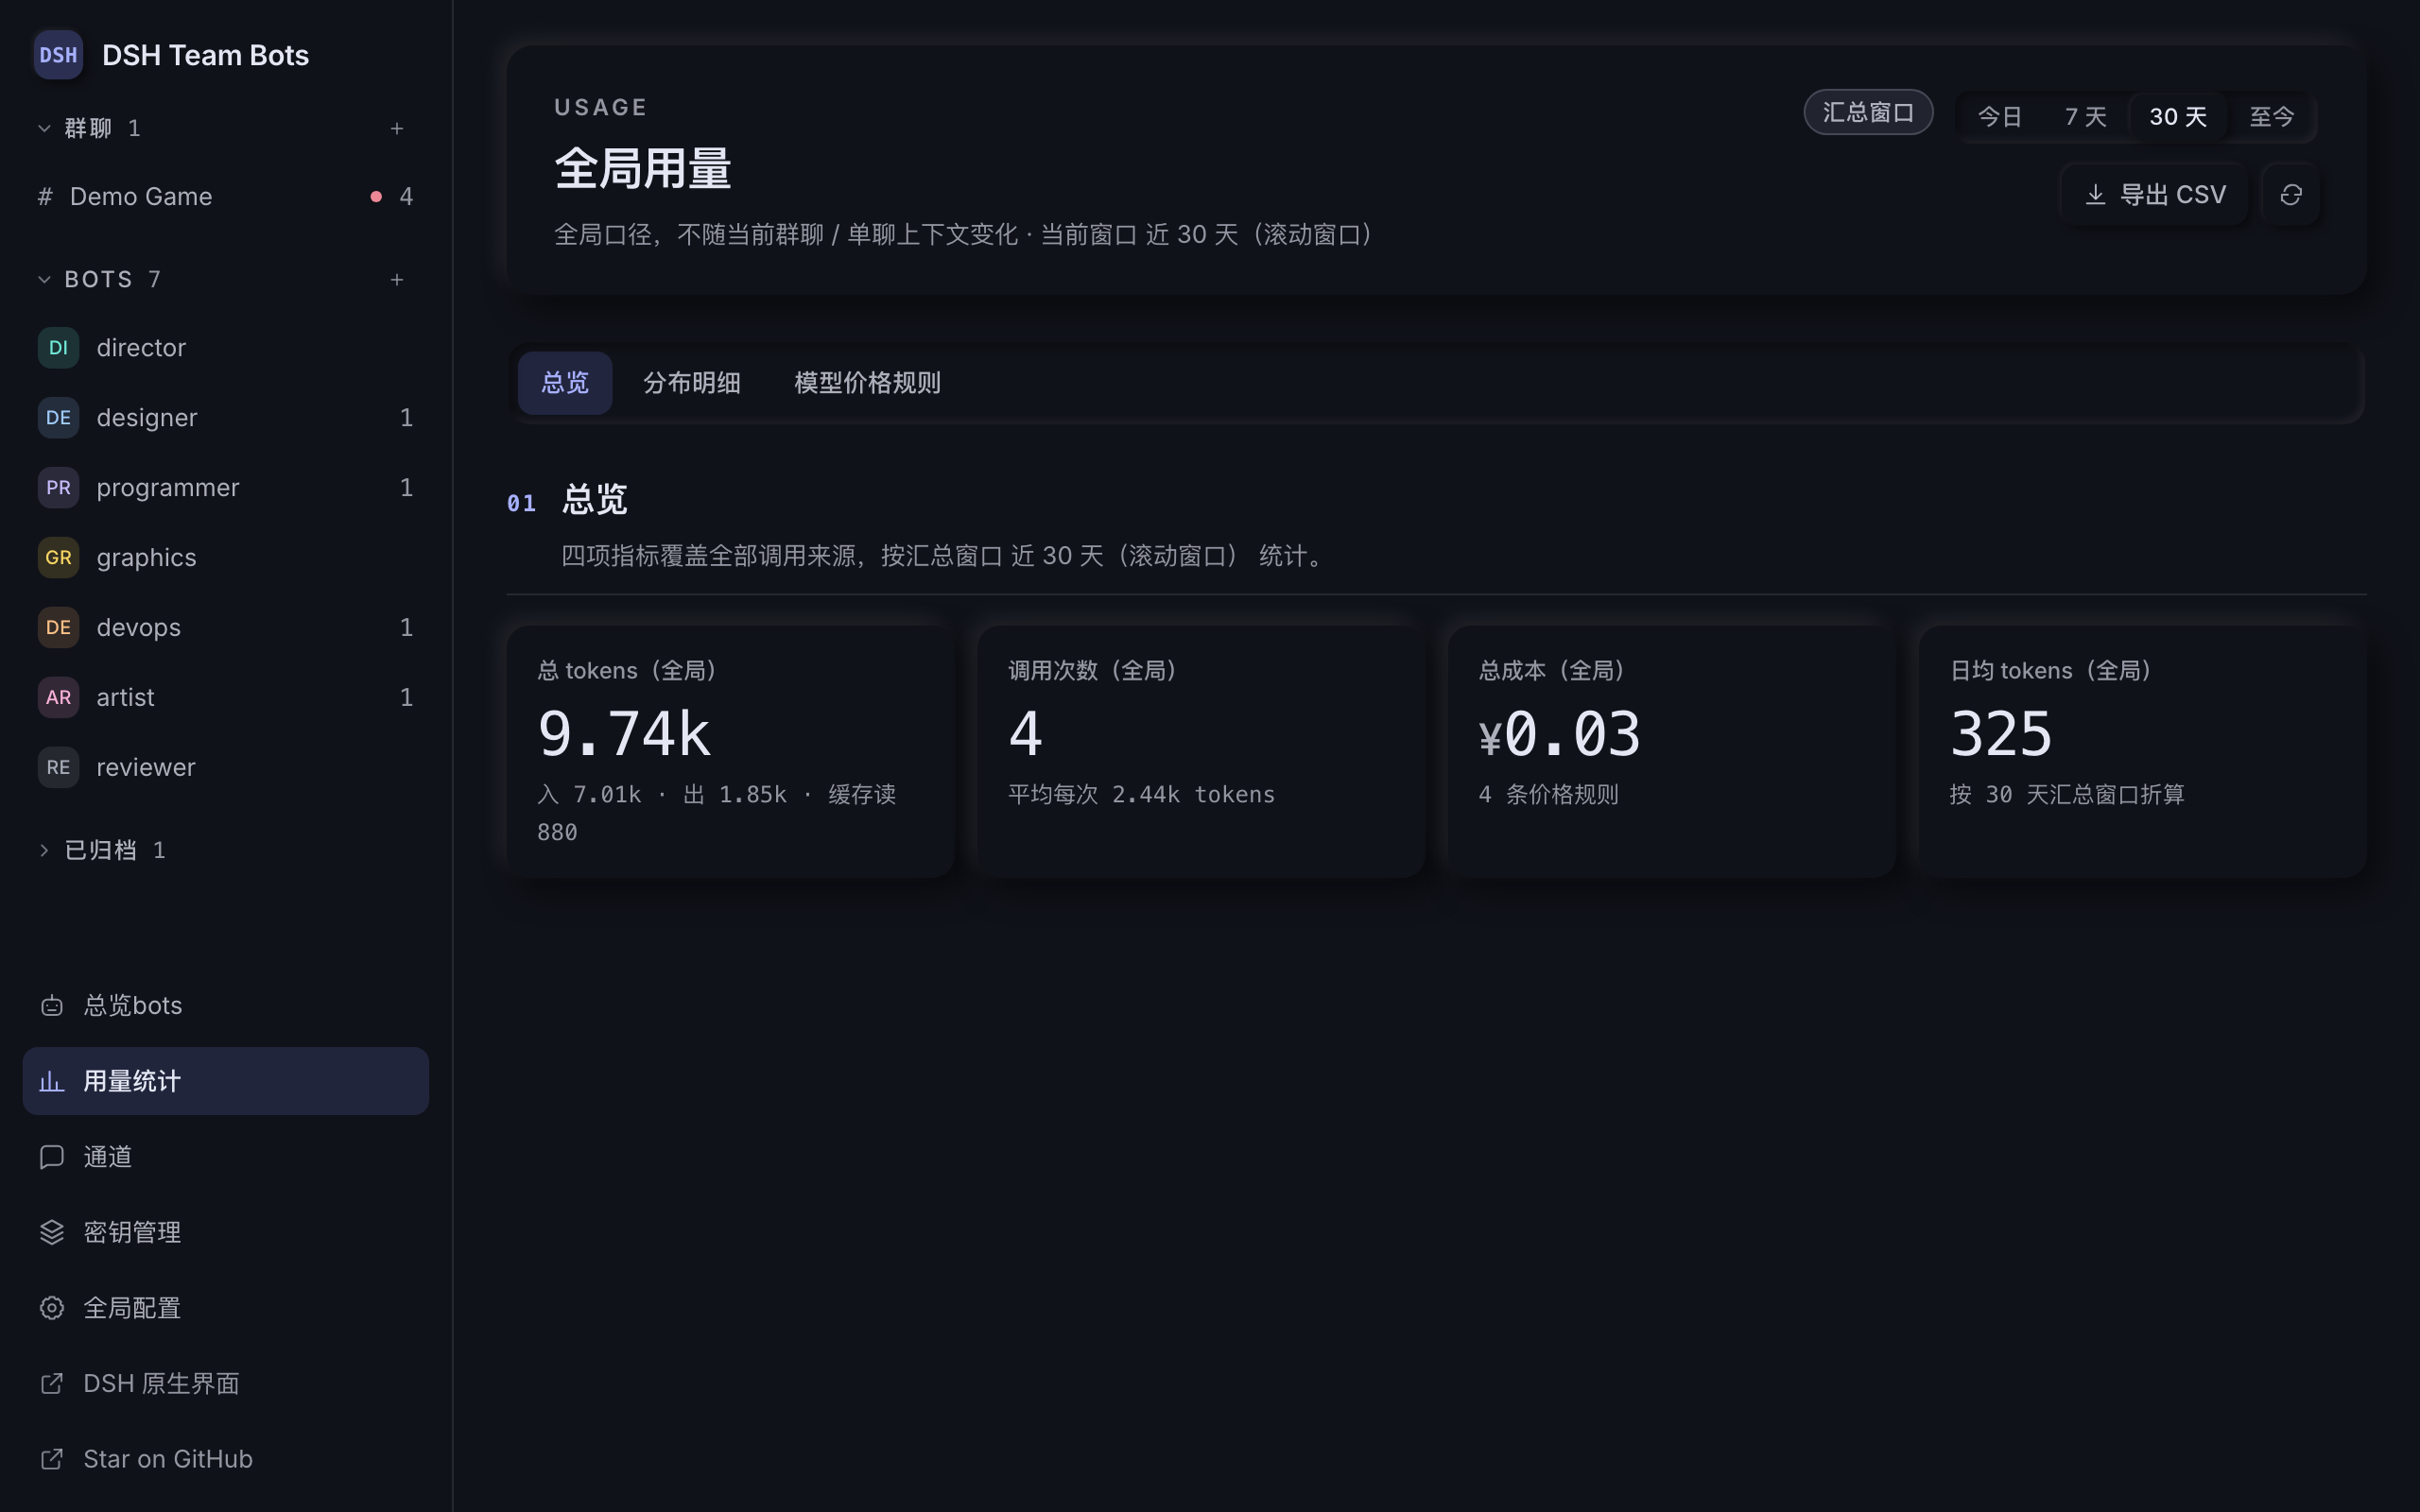 DSH DSH Team Bots
群聊 1 +
# Demo Game 4
BOTS 7 +
DI director
DE designer 1
PR programmer 1
GR graphics
DE devops 1
AR artist 1
RE reviewer
已归档 1
总览bots
用量统计
通道
密钥管理
全局配置
DSH 原生界面
Star on GitHub
USAGE
全局用量
全局口径，不随当前群聊 / 单聊上下文变化 · 当前窗口 近 30 天（滚动窗口）
汇总窗口 今日 7 天 30 天 至今
导出 CSV
总览 分布明细 模型价格规则
01 总览
四项指标覆盖全部调用来源，按汇总窗口 近 30 天（滚动窗口） 统计。
总 tokens（全局）
9.74k
入 7.01k · 出 1.85k · 缓存读
880
调用次数（全局）
4
平均每次 2.44k tokens
总成本（全局）
¥0.03
4 条价格规则
日均 tokens（全局）
325
按 30 天汇总窗口折算